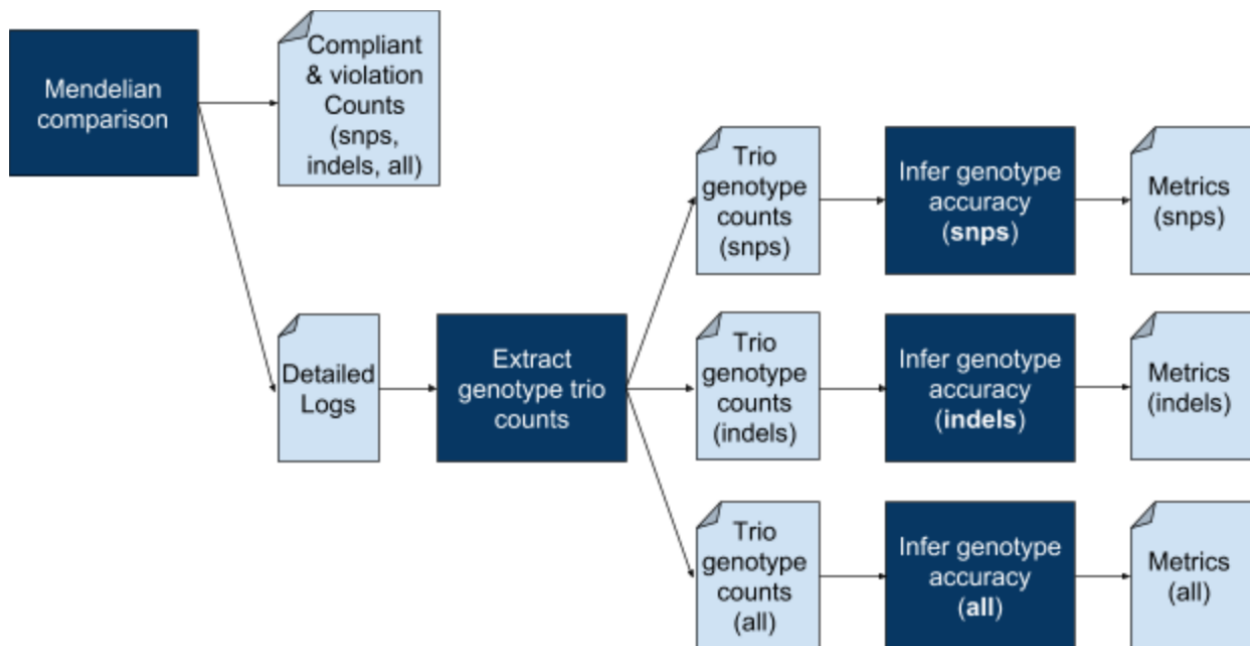 Mendelian
comparison
Compliant
& violation
Counts
(snps,
indels, all)
Trio
genotype
counts
(snps)
Infer genotype
accuracy
(snps)
Metrics
(snps)
Detailed
Logs
Extract
genotype trio
counts
Trio
genotype
counts
(indels)
Infer genotype
accuracy
(indels)
Metrics
(indels)
Trio
genotype
counts
(all)
Infer genotype
accuracy
(all)
Metrics
(all)